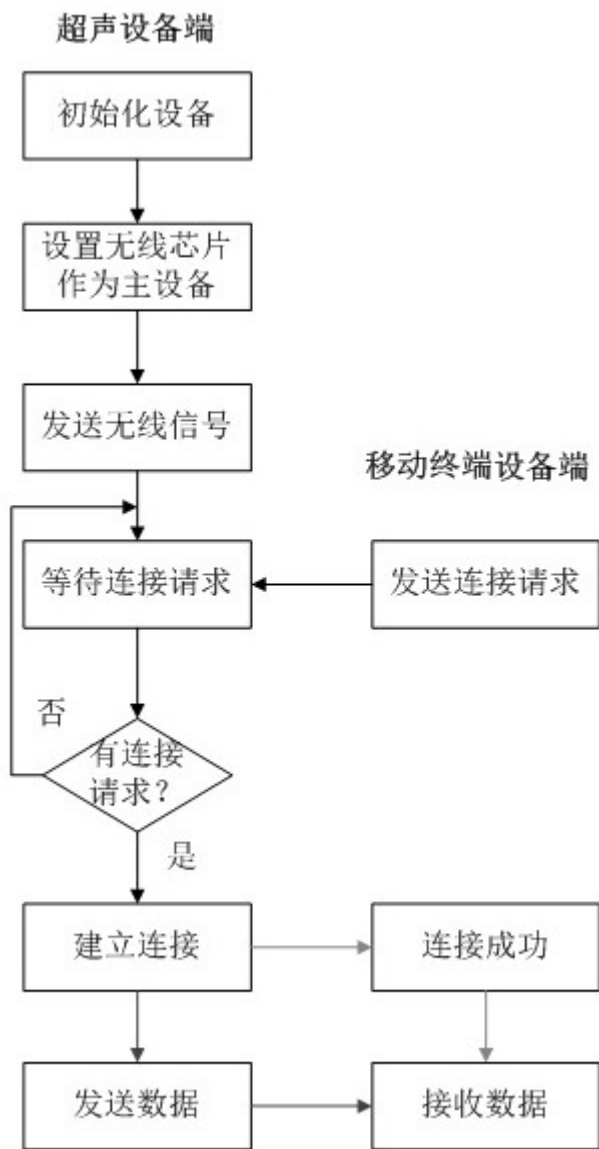 超声设备端
初始化设备
设置无线芯片
作为主设备
发送无线信号
移动终端设备端
等待连接请求
发送连接请求
否
有连接
请求？
是
建立连接
连接成功
发送数据
接收数据